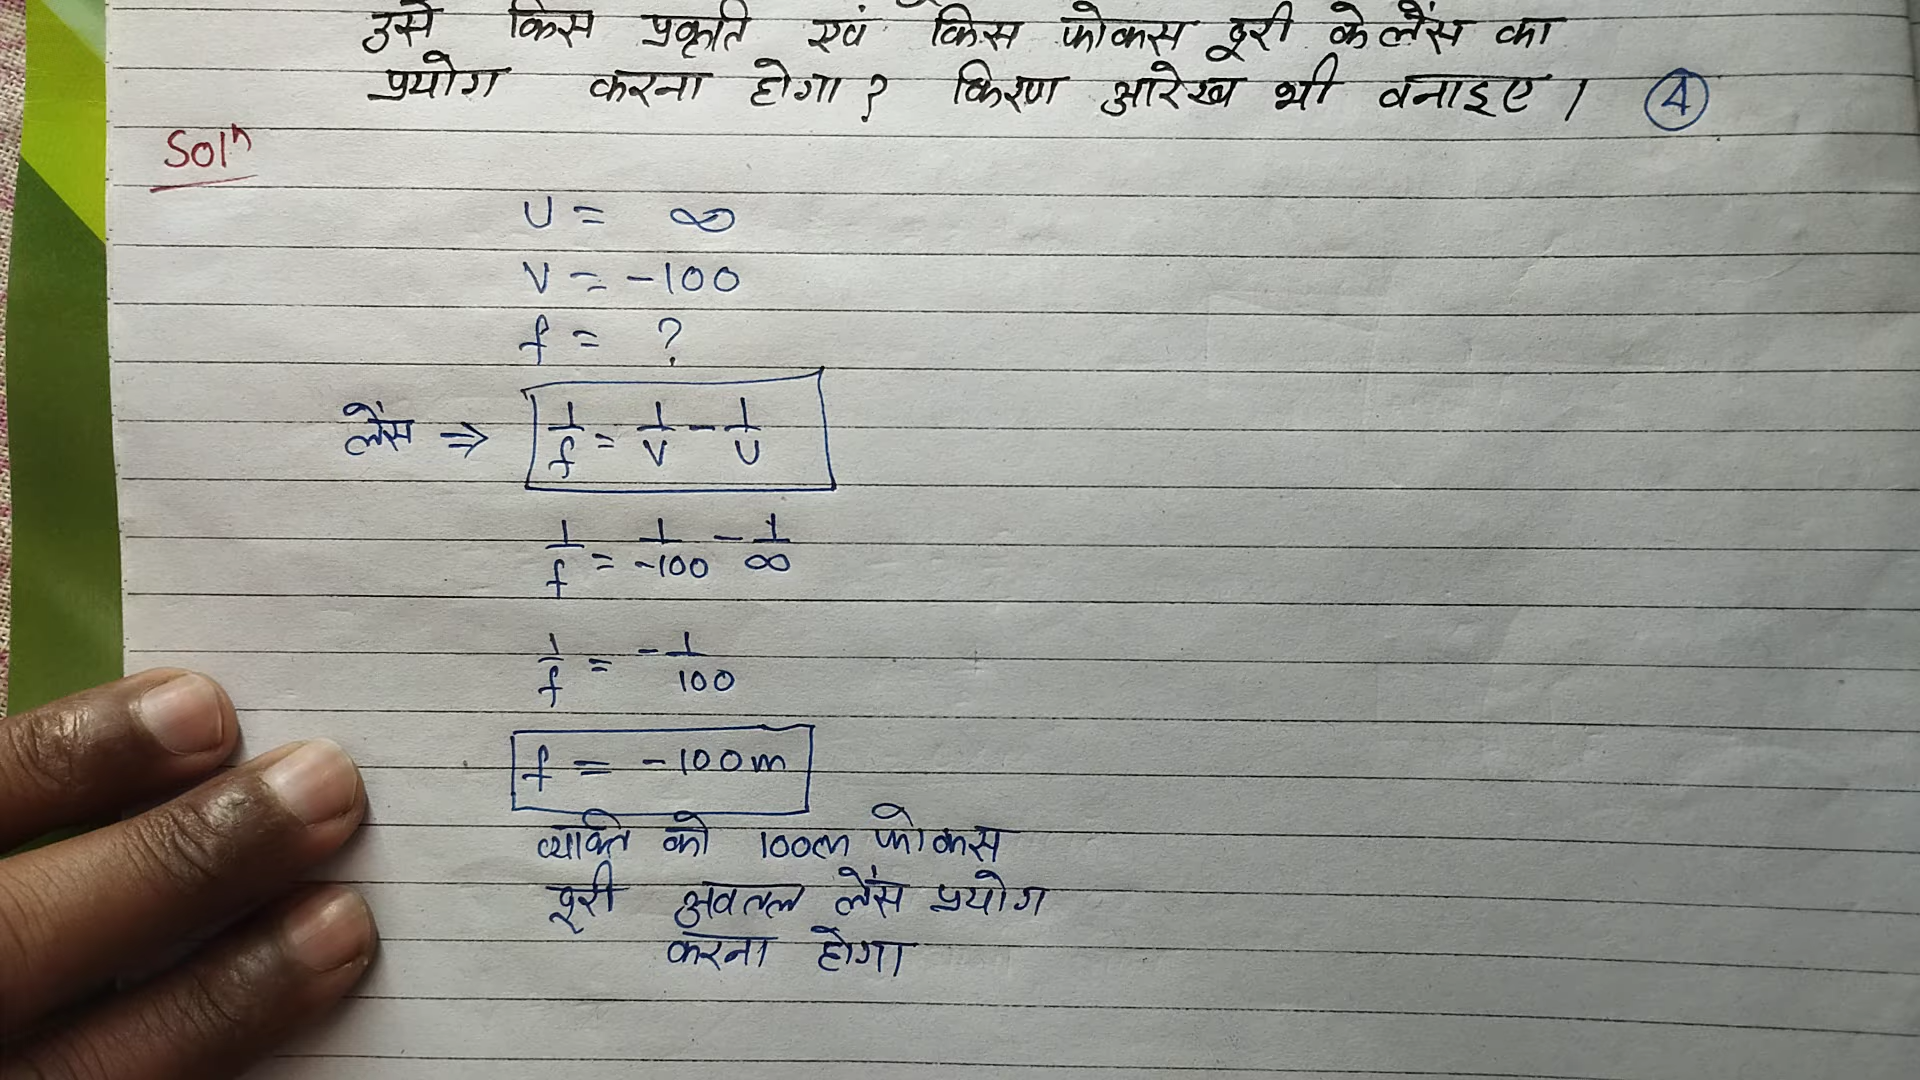 उसे किस प्रकृति एवं किस फोकस दूरी के लैंस का
प्रयोग करना होगा ? किरण आरेख भी बनाइए । 4
Solⁿ
U = ∞
V = -100
f = ?
लेंस ⇒ 1/f = 1/V - 1/U
1/f = 1/-100 - 1/∞
1/f = -1/100
f = -100m
व्यक्ति को 100m फोकस
दूरी अवतल लेंस प्रयोग
करना होगा